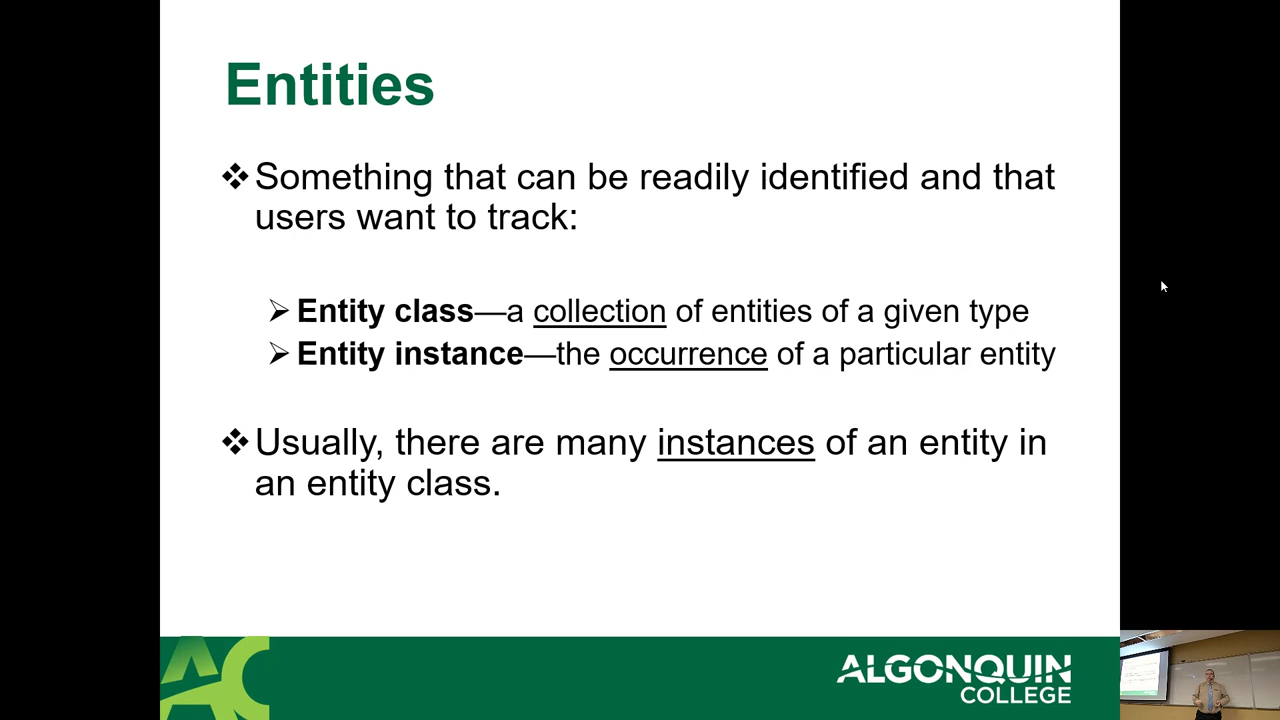 Entities
❖Something that can be readily identified and that
users want to track:
➢Entity class—a collection of entities of a given type
➢Entity instance—the occurrence of a particular entity
❖Usually, there are many instances of an entity in
an entity class.
AC
ALGONQUIN
COLLEGE